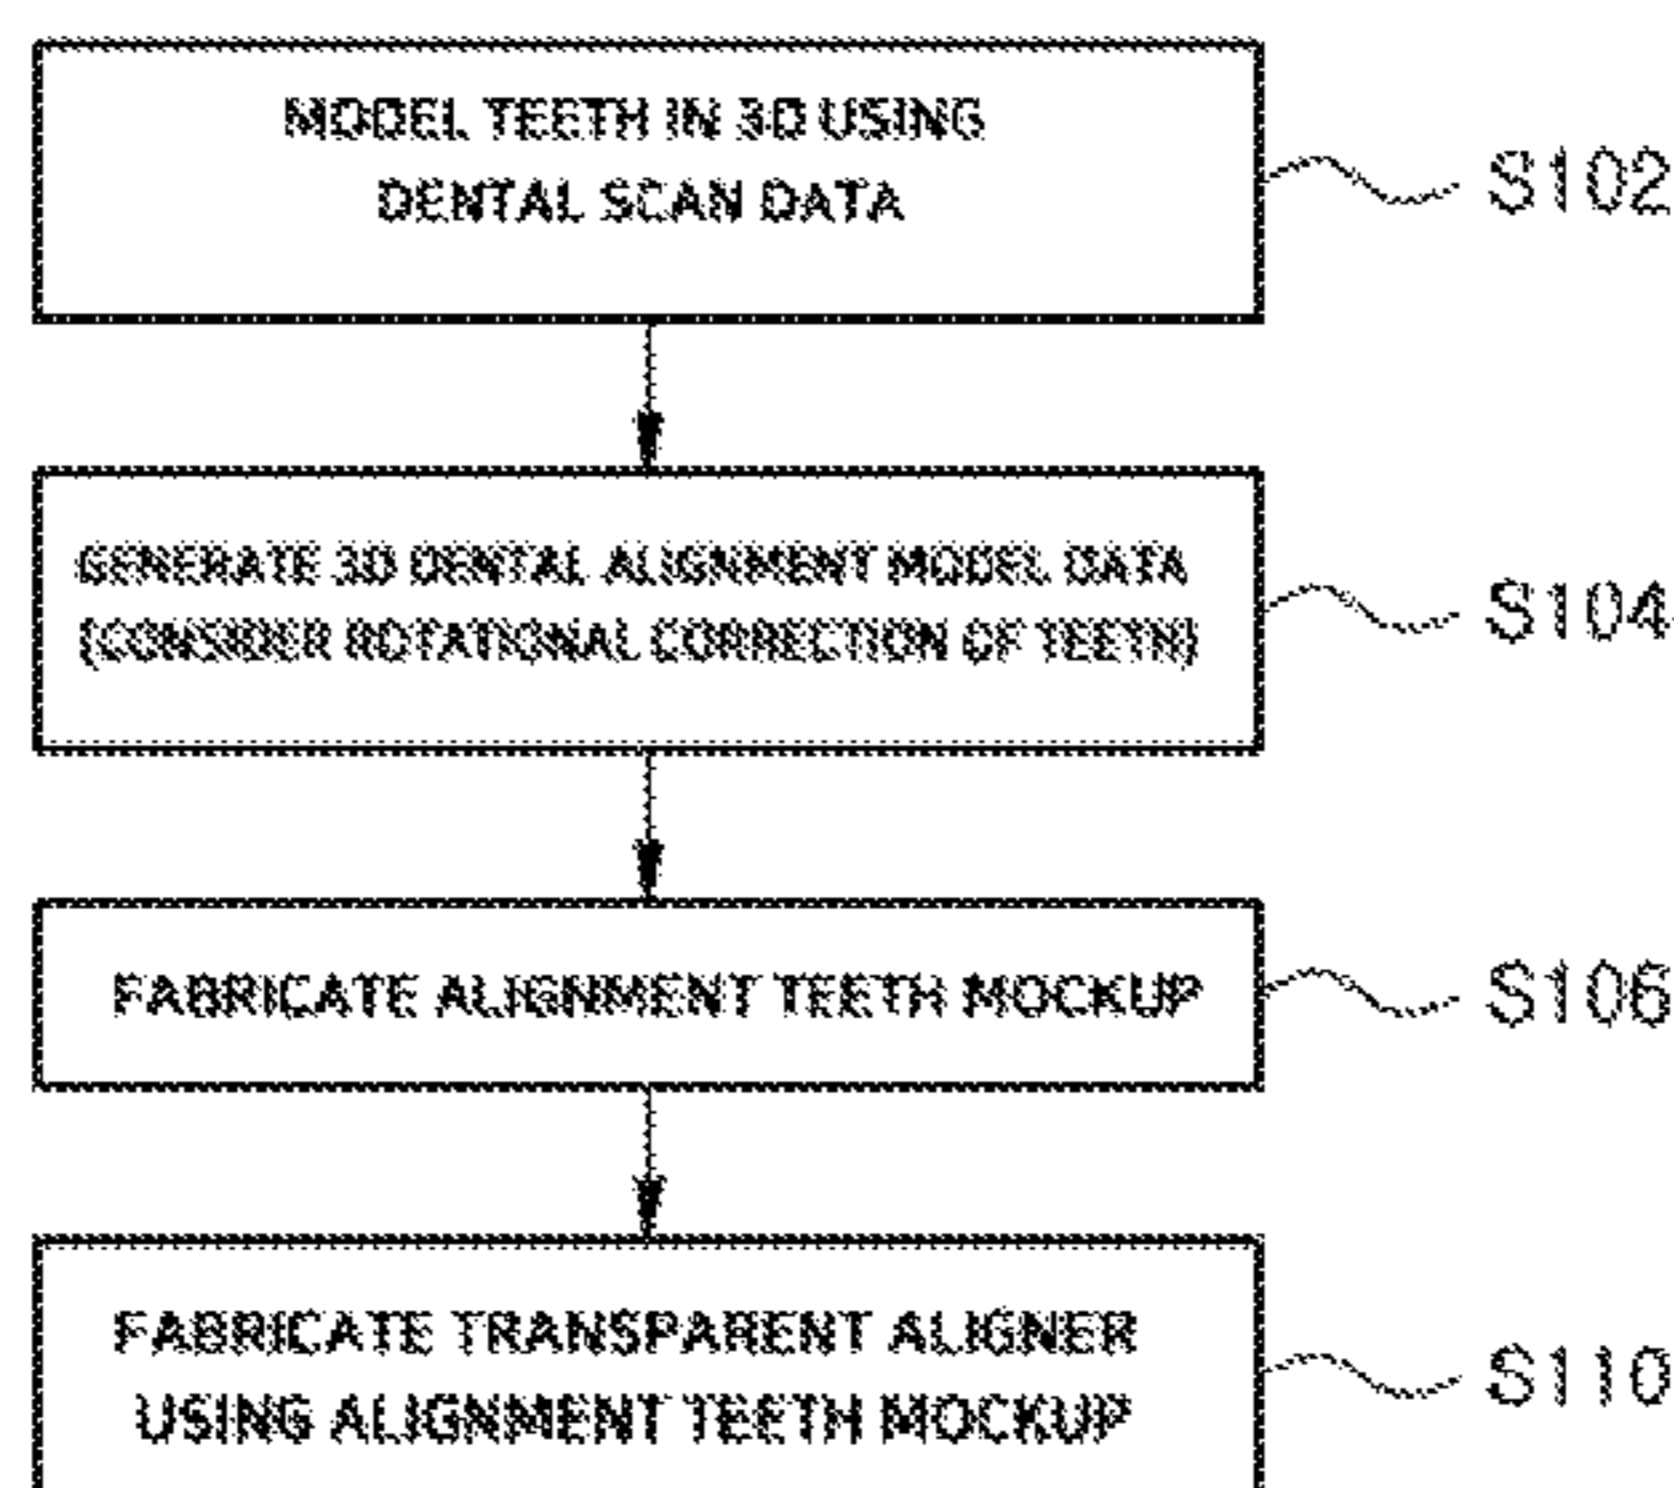 MODEL TEETH IN 3D USING
DENTAL SCAN DATA
S102
GENERATE 3D DENTAL ALIGNMENT MODEL DATA
(CONSIDER ROTATIONAL CORRECTION OF TEETH)
S104
FABRICATE ALIGNMENT TEETH MOCKUP
S106
FABRICATE TRANSPARENT ALIGNER
USING ALIGNMENT TEETH MOCKUP
S110